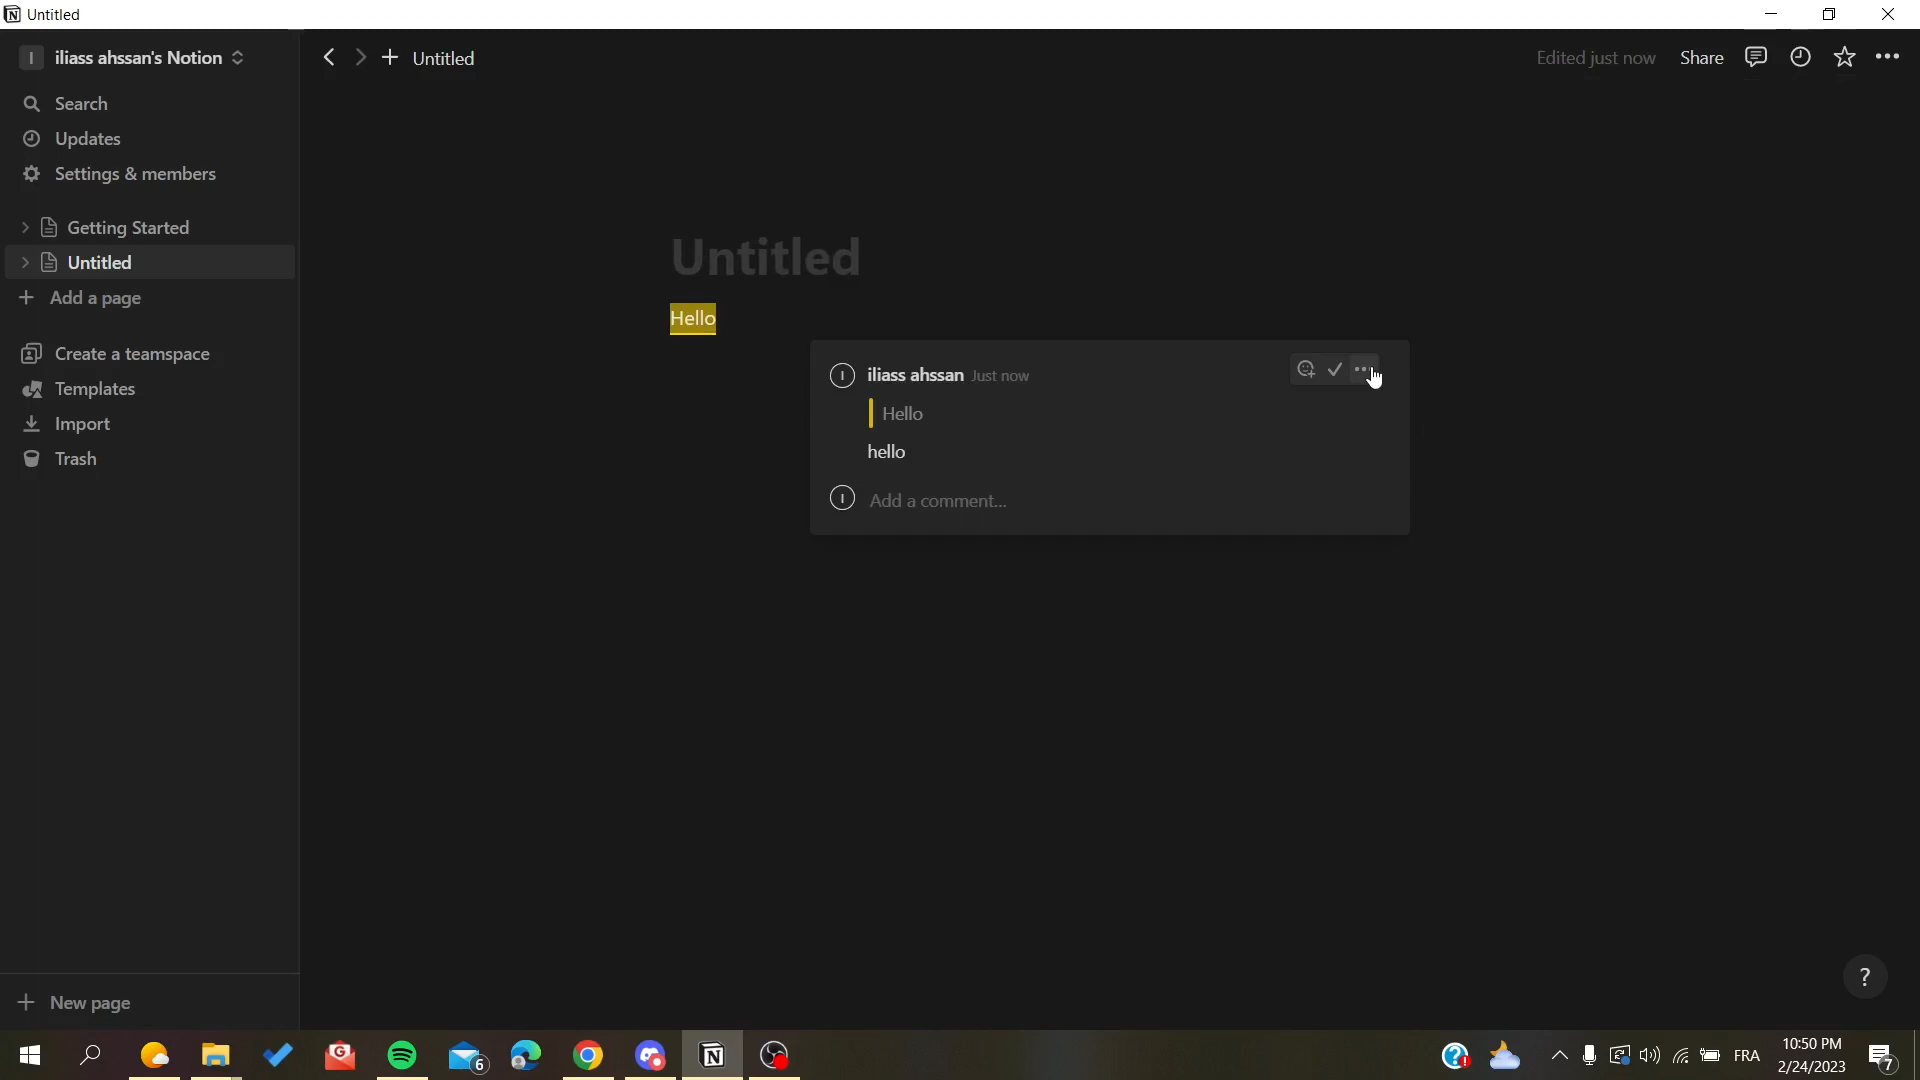 Untitled
I iliass ahssan's Notion
Untitled
Edited just now Share
Search
Updates
Settings & members
Getting Started
Untitled
Add a page
Create a teamspace
Templates
Import
Trash
Untitled
Hello
I iliass ahssan Just now
Hello
hello
I Add a comment...
?
New page
6
FRA
10:50 PM
2/24/2023
7